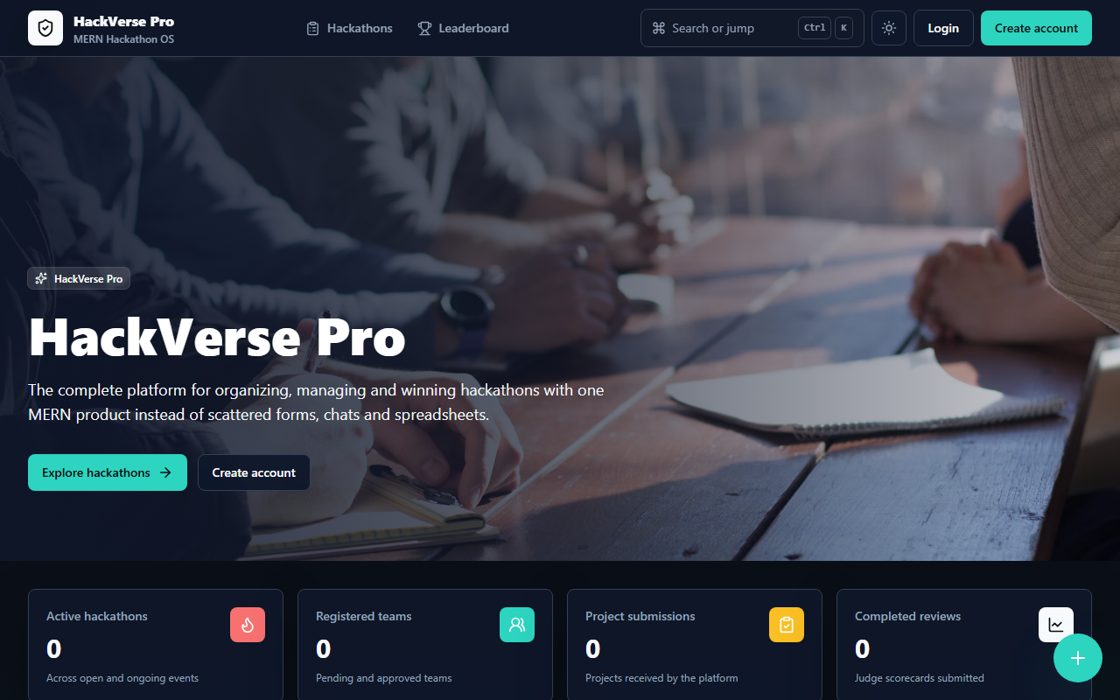 HackVerse Pro
MERN Hackathon OS
Hackathons
Leaderboard
Search or jump
Ctrl K
Login
Create account
HackVerse Pro
HackVerse Pro
The complete platform for organizing, managing and winning hackathons with one
MERN product instead of scattered forms, chats and spreadsheets.
Explore hackathons
Create account
Active hackathons
0
Across open and ongoing events
Registered teams
0
Pending and approved teams
Project submissions
0
Projects received by the platform
Completed reviews
0
Judge scorecards submitted